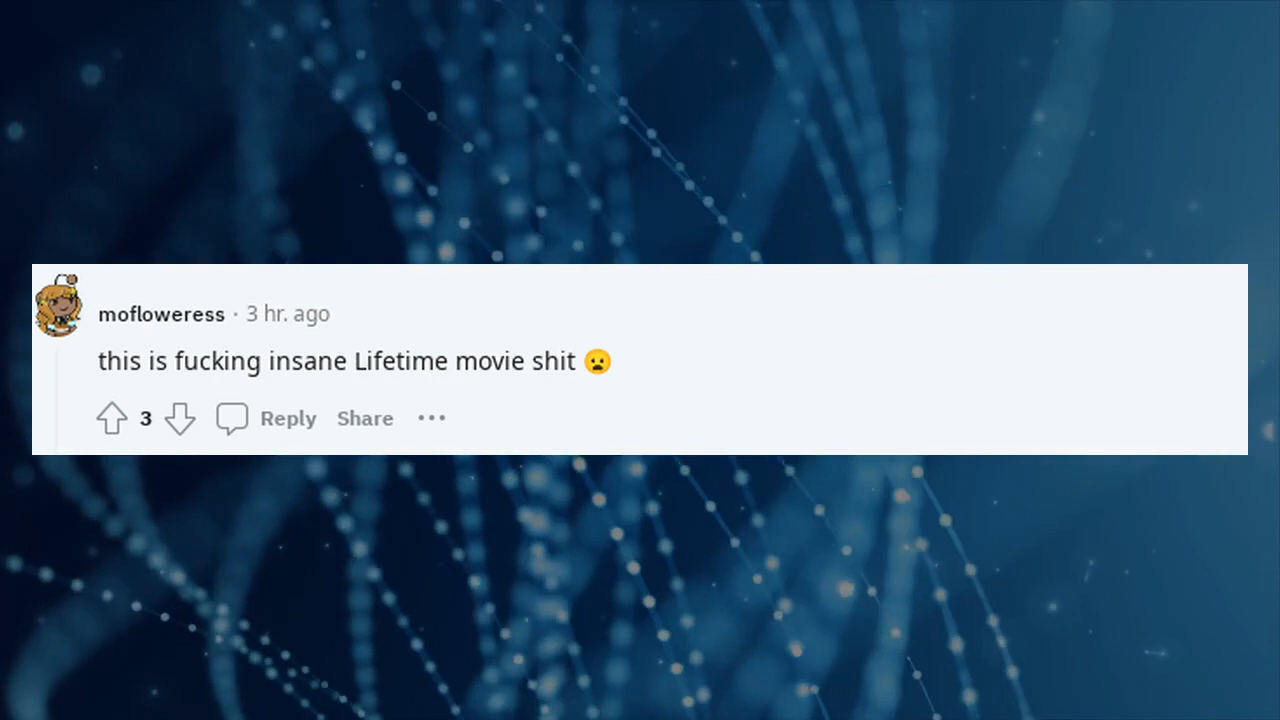 mofloweress · 3 hr. ago
this is fucking insane Lifetime movie shit 😦
3 Reply Share ···